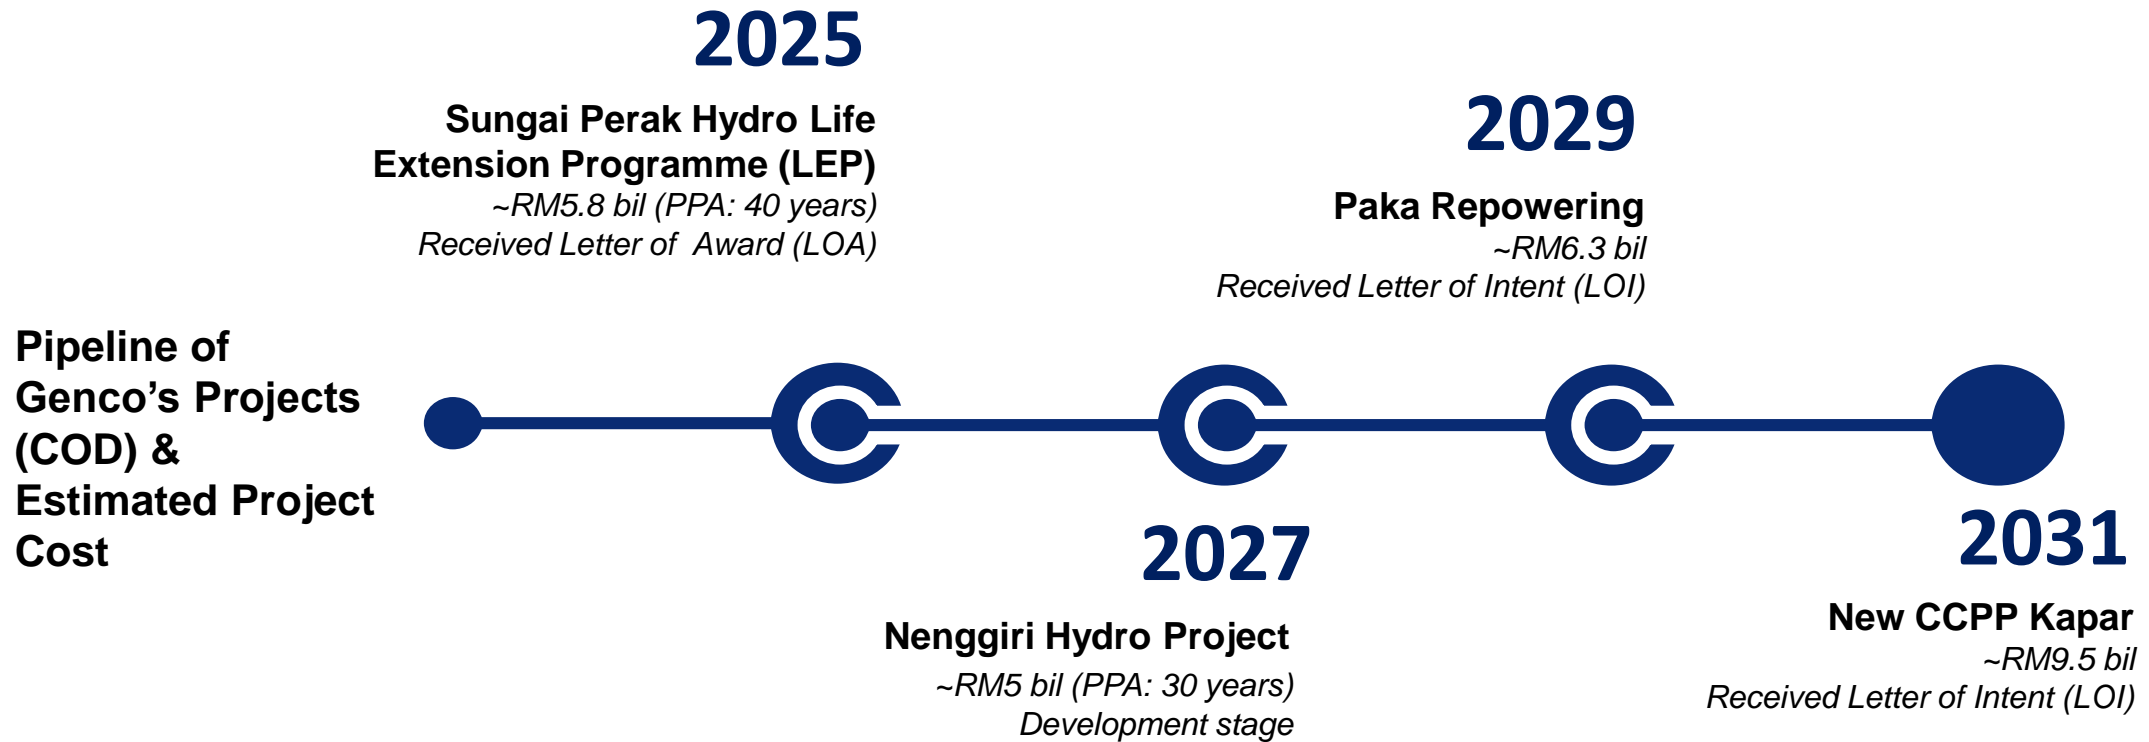 Pipeline of
Genco’s Projects
(COD) &
Estimated Project
Cost
2025
Sungai Perak Hydro Life
Extension Programme (LEP)
~RM5.8 bil (PPA: 40 years)
Received Letter of Award (LOA)
2027
Nenggiri Hydro Project
~RM5 bil (PPA: 30 years)
Development stage
2029
Paka Repowering
~RM6.3 bil
Received Letter of Intent (LOI)
2031
New CCPP Kapar
~RM9.5 bil
Received Letter of Intent (LOI)